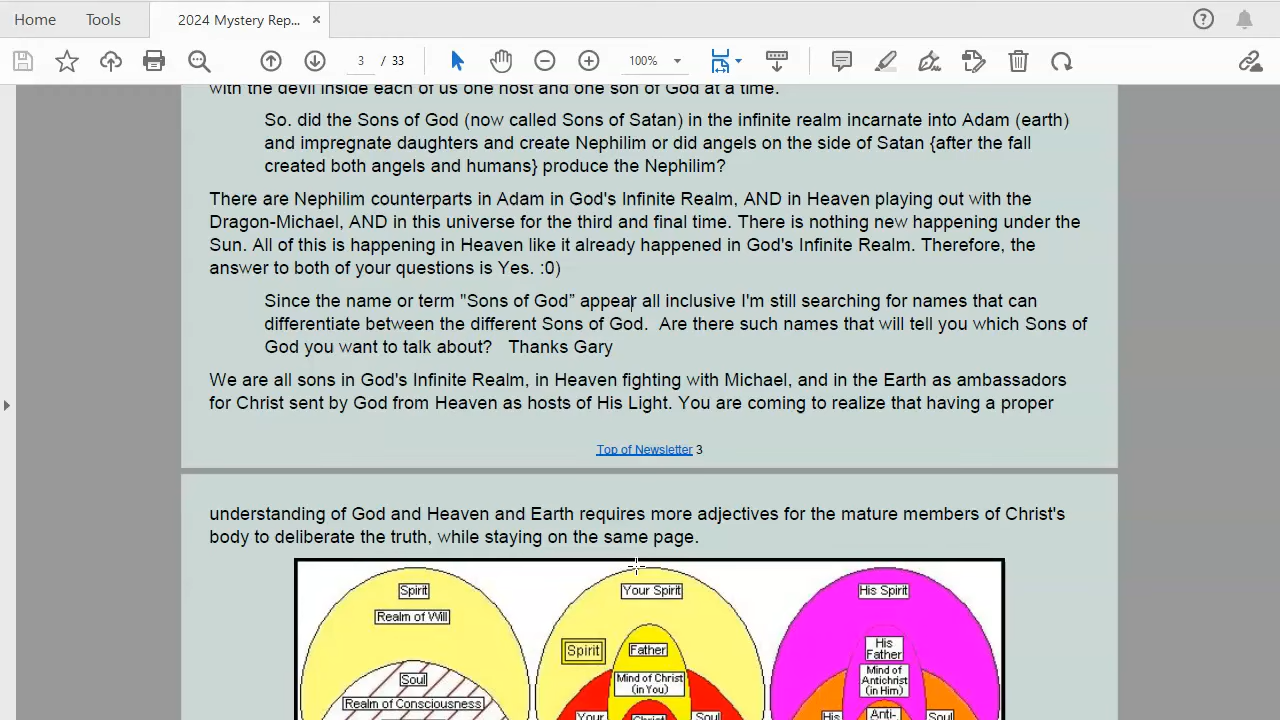 Home Tools 2024 Mystery Rep... ×
3 / 33 100%
with the devil inside each of us one host and one son of God at a time.
So. did the Sons of God (now called Sons of Satan) in the infinite realm incarnate into Adam (earth)
and impregnate daughters and create Nephilim or did angels on the side of Satan {after the fall
created both angels and humans} produce the Nephilim?
There are Nephilim counterparts in Adam in God's Infinite Realm, AND in Heaven playing out with the
Dragon-Michael, AND in this universe for the third and final time. There is nothing new happening under the
Sun. All of this is happening in Heaven like it already happened in God's Infinite Realm. Therefore, the
answer to both of your questions is Yes. :0)
Since the name or term "Sons of God” appear all inclusive I'm still searching for names that can
differentiate between the different Sons of God.  Are there such names that will tell you which Sons of
God you want to talk about?   Thanks Gary
We are all sons in God's Infinite Realm, in Heaven fighting with Michael, and in the Earth as ambassadors
for Christ sent by God from Heaven as hosts of His Light. You are coming to realize that having a proper
Top of Newsletter 3
understanding of God and Heaven and Earth requires more adjectives for the mature members of Christ's
body to deliberate the truth, while staying on the same page.
Spirit
Realm of Will
Soul
Realm of Consciousness
Your Spirit
Spirit
Father
Mind of Christ
(in You)
Your
Christ
Soul
His Spirit
His
Father
Mind of
Antichrist
(in Him)
His
Anti-
Soul